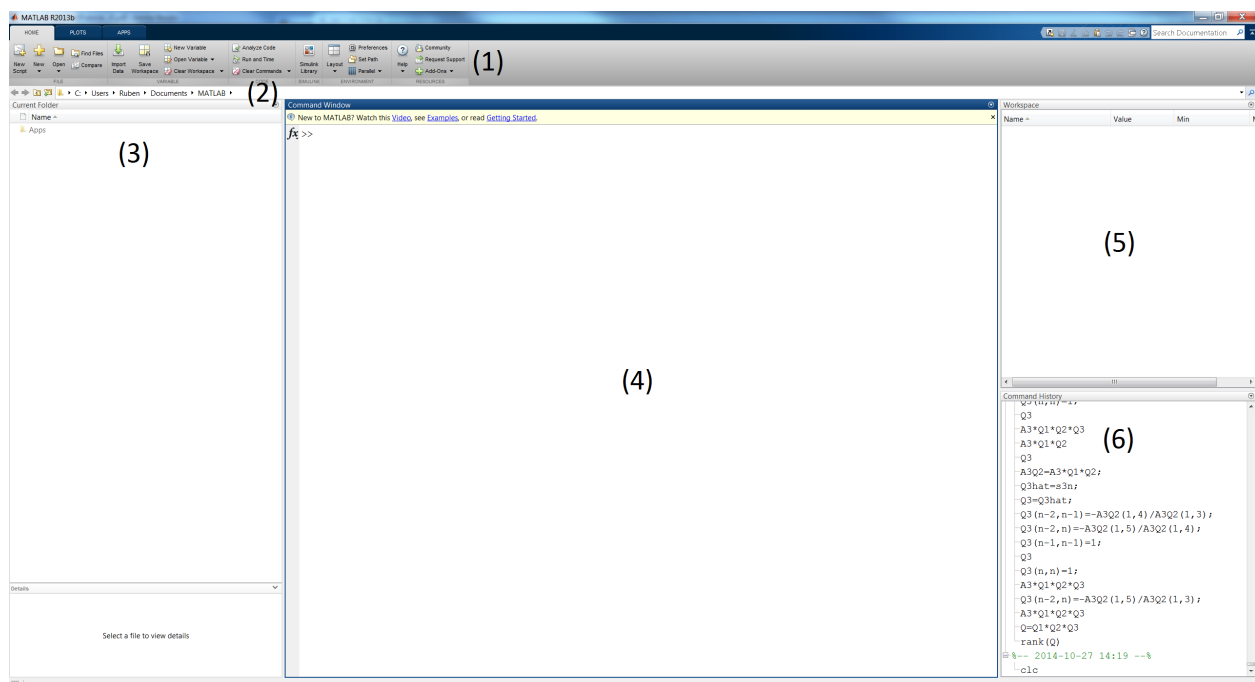 MATLAB R2013b
HOME PLOTS APPS
Search Documentation
New Script
New
Open
Find Files
Compare
Import Data
Save Workspace
New Variable
Open Variable
Clear Workspace
Analyze Code
Run and Time
Clear Commands
Simulink Library
Layout
Preferences
Set Path
Parallel
Help
Community
Request Support
Add-Ons
(1)
FILE VARIABLE CODE SIMULINK ENVIRONMENT RESOURCES
C: Users Ruben Documents MATLAB
(2)
Current Folder
Name
Apps
(3)
Details
Select a file to view details
Command Window
New to MATLAB? Watch this Video, see Examples, or read Getting Started.
fx >>
(4)
Workspace
Name Value Min
(5)
Command History
Q3(n,n)=1;
Q3
A3*Q1*Q2*Q3
A3*Q1*Q2
(6)
Q3
A3Q2=A3*Q1*Q2;
Q3hat=s3n;
Q3=Q3hat;
Q3(n-2,n-1)=-A3Q2(1,4)/A3Q2(1,3);
Q3(n-2,n)=-A3Q2(1,5)/A3Q2(1,4);
Q3(n-1,n-1)=1;
Q3
Q3(n,n)=1;
A3*Q1*Q2*Q3
Q3(n-2,n)=-A3Q2(1,5)/A3Q2(1,3);
A3*Q1*Q2*Q3
Q=Q1*Q2*Q3
rank(Q)
%-- 2014-10-27 14:19 --%
clc